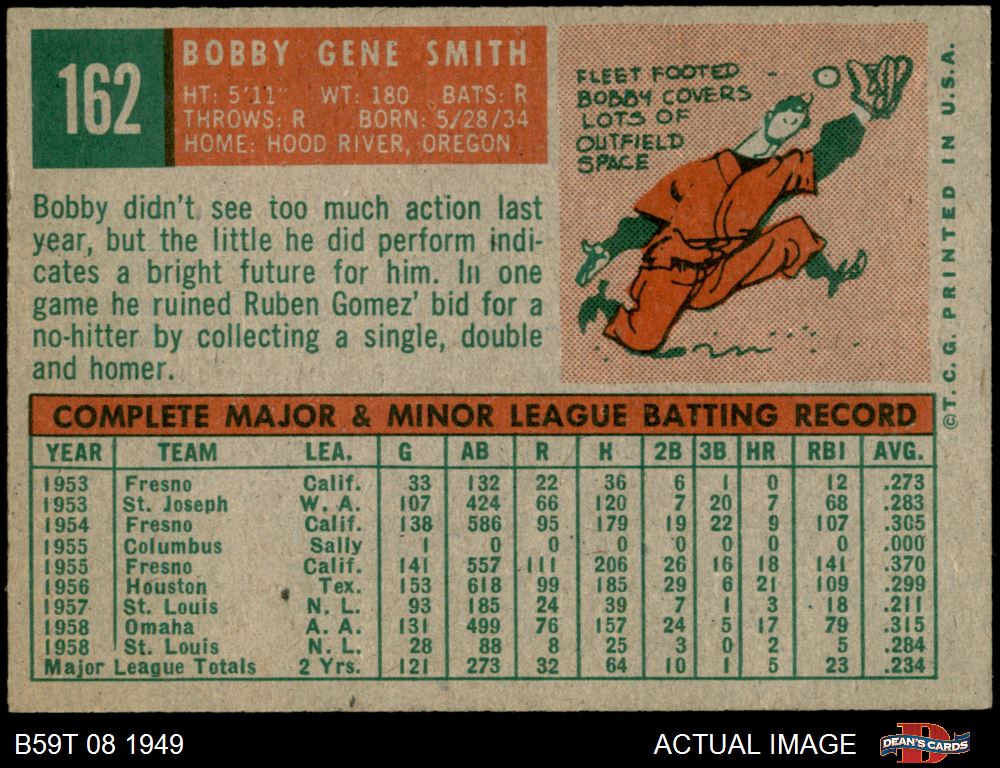 162
BOBBY GENE SMITH
HT: 5'11" WT: 180 BATS: R
THROWS: R BORN: 5/28/34
HOME: HOOD RIVER, OREGON
FLEET FOOTED
BOBBY COVERS
LOTS OF
OUTFIELD
SPACE
Bobby didn't see too much action last
year, but the little he did perform indi-
cates a bright future for him. In one
game he ruined Ruben Gomez' bid for a
no-hitter by collecting a single, double
and homer.
©T. C. G. PRINTED IN U.S.A.
COMPLETE MAJOR & MINOR LEAGUE BATTING RECORD
YEAR TEAM LEA. G AB R H 2B 3B HR RBI AVG.
1953 Fresno Calif. 33 132 22 36 6 1 0 12 .273
1953 St. Joseph W. A. 107 424 66 120 7 20 7 68 .283
1954 Fresno Calif. 138 586 95 179 19 22 9 107 .305
1955 Columbus Sally 1 0 0 0 0 0 0 0 .000
1955 Fresno Calif. 141 557 111 206 26 16 18 141 .370
1956 Houston Tex. 153 618 99 185 29 6 21 109 .299
1957 St. Louis N. L. 93 185 24 39 7 1 3 18 .211
1958 Omaha A. A. 131 499 76 157 24 5 17 79 .315
1958 St. Louis N. L. 28 88 8 25 3 0 2 5 .284
Major League Totals 2 Yrs. 121 273 32 64 10 1 5 23 .234
B59T 08 1949
ACTUAL IMAGE
D
DEAN'S CARDS